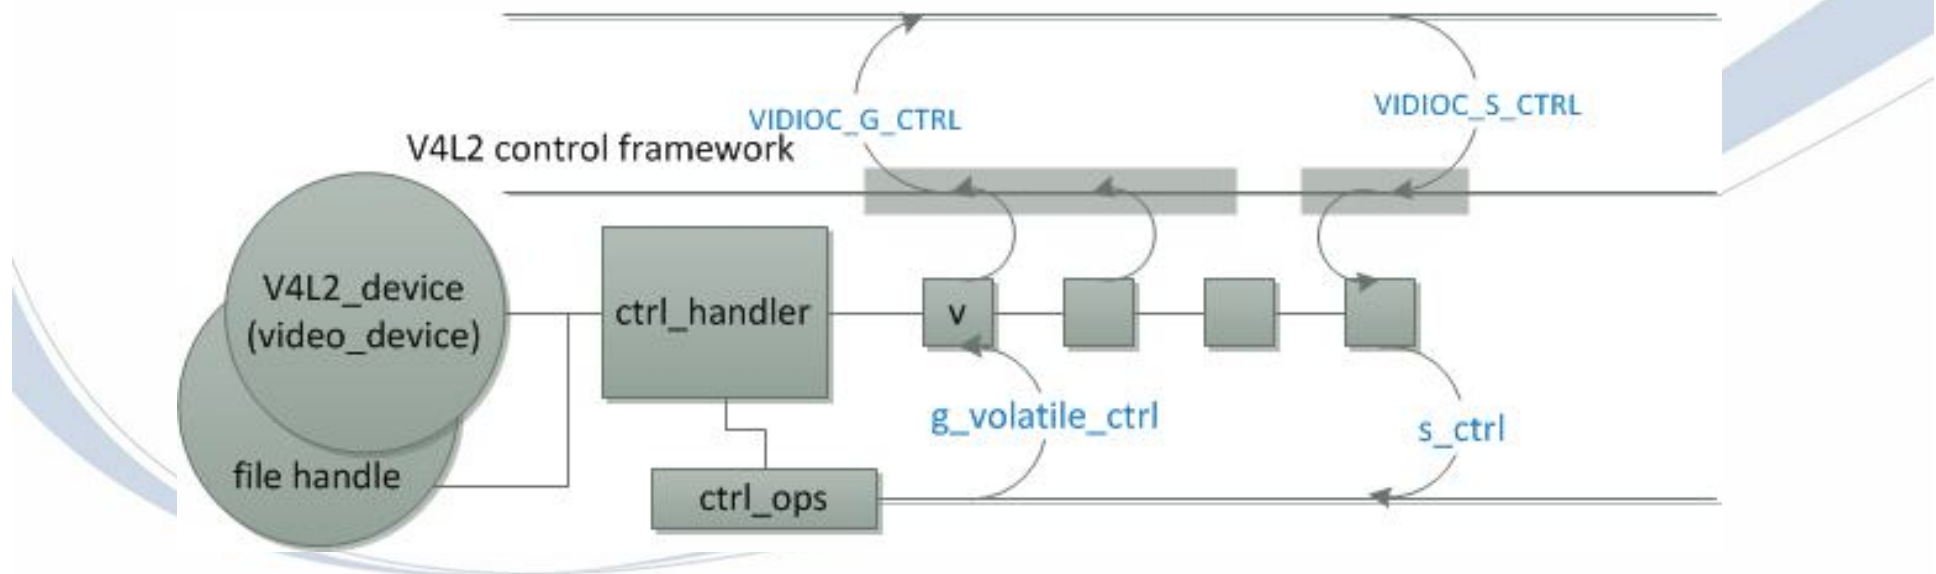 VIDIOC_G_CTRL
VIDIOC_S_CTRL
V4L2 control framework
V4L2_device
(video_device)
ctrl_handler
v
file handle
ctrl_ops
g_volatile_ctrl
s_ctrl